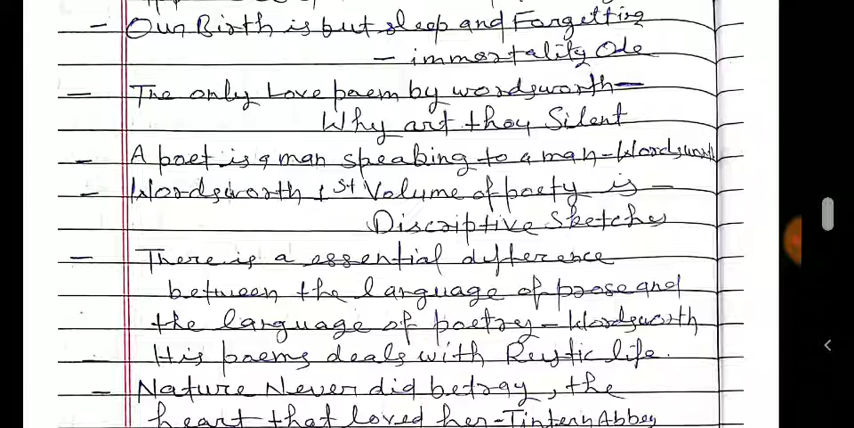 - Our Birth is but sleep and Forgetting
- immortality Ode
- The only Love poem by wordsworth-
Why art thou Silent
- A poet is a man speaking to a man-Wordsworth
- Wordsworth 1st Volume of poety is -
Discriptive Sketches
- There is a essential difference
between the language of prose and
the language of poetry-Wordsworth
- His poems deals with Rustic life.
- Nature Never did betray, the
heart that loved her-Tintern Abbey